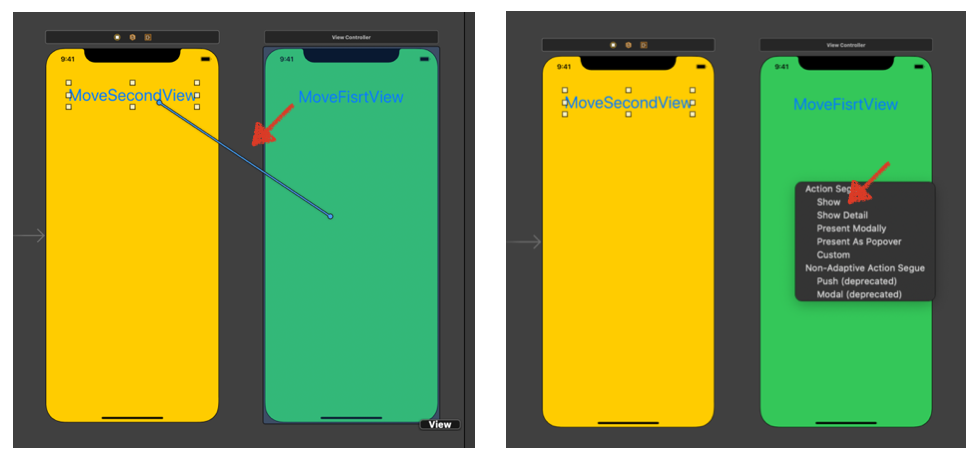 View Controller
9:41
9:41
MoveSecondView
MoveFisrtView
View
View Controller
9:41
9:41
MoveSecondView
MoveFisrtView
Action Seg
Show
Show Detail
Present Modally
Present As Popover
Custom
Non-Adaptive Action Segue
Push (deprecated)
Modal (deprecated)